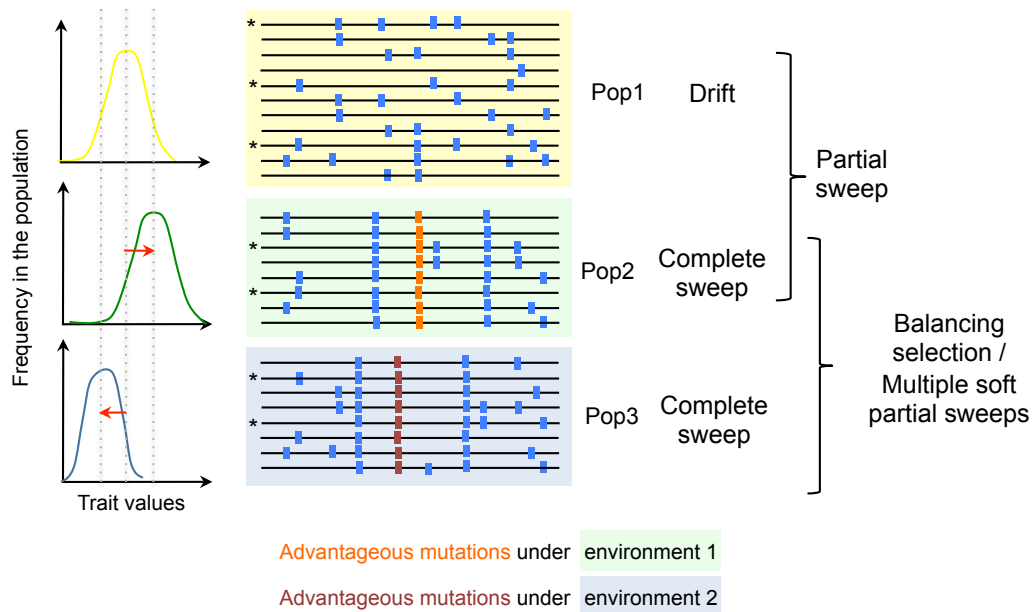 Frequency in the population
Trait values
*
*
*
Pop1
Drift
Partial
sweep
*
*
Pop2
Complete
sweep
*
*
Pop3
Complete
sweep
Balancing
selection /
Multiple soft
partial sweeps
Advantageous mutations under environment 1
Advantageous mutations under environment 2